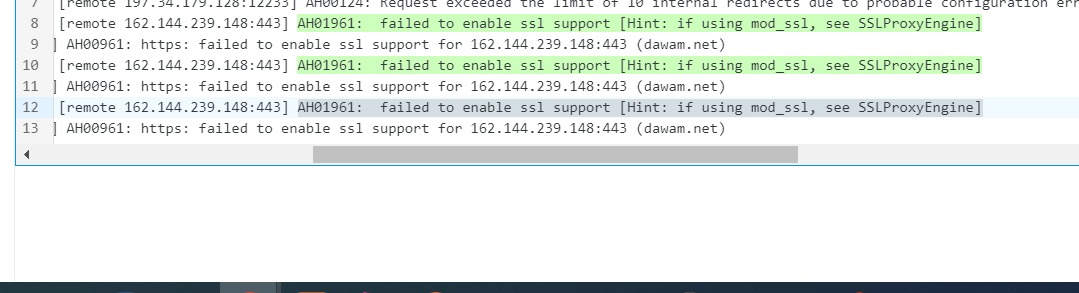 7 [remote 197.34.179.128:12233] AH00124: Request exceeded the limit of 10 internal redirects due to probable configuration
8 [remote 162.144.239.148:443] AH01961:  failed to enable ssl support [Hint: if using mod_ssl, see SSLProxyEngine]
9 ] AH00961: https: failed to enable ssl support for 162.144.239.148:443 (dawam.net)
10 [remote 162.144.239.148:443] AH01961:  failed to enable ssl support [Hint: if using mod_ssl, see SSLProxyEngine]
11 ] AH00961: https: failed to enable ssl support for 162.144.239.148:443 (dawam.net)
12 [remote 162.144.239.148:443] AH01961:  failed to enable ssl support [Hint: if using mod_ssl, see SSLProxyEngine]
13 ] AH00961: https: failed to enable ssl support for 162.144.239.148:443 (dawam.net)